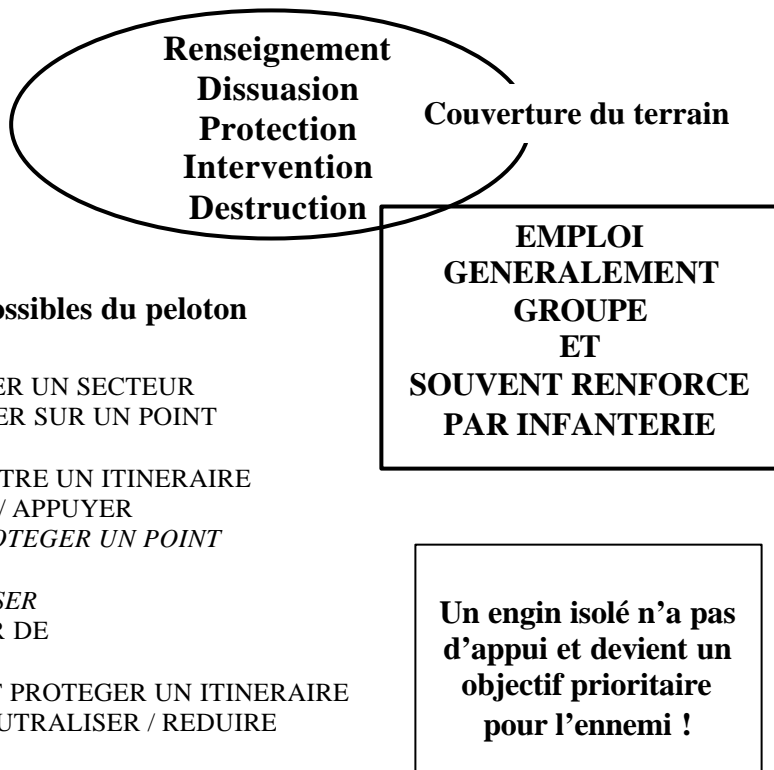 Renseignement
Dissuasion
Protection
Intervention
Destruction
Couverture du terrain
EMPLOI
GENERALEMENT
GROUPE
ET
SOUVENT RENFORCE
PAR INFANTERIE
ossibles du peloton
ER UN SECTEUR
ER SUR UN POINT
TRE UN ITINERAIRE
/ APPUYER
OTEGER UN POINT
SER
R DE
T PROTEGER UN ITINERAIRE
UTRALISER / REDUIRE
Un engin isolé n’a pas
d’appui et devient un
objectif prioritaire
pour l’ennemi !